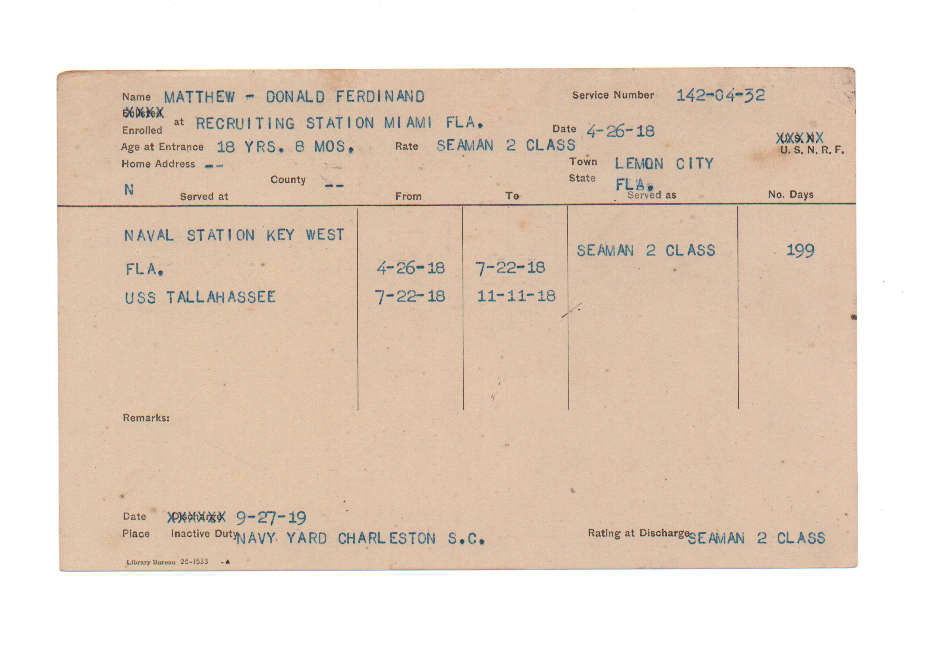 Name MATTHEW - DONALD FERDINAND Service Number 142-04-32
Enrolled at RECRUITING STATION MIAMI FLA. Date 4-26-18
Age at Entrance 18 YRS. 8 MOS. Rate SEAMAN 2 CLASS U. S. N. R. F.
Home Address -- Town LEMON CITY
N County -- State FLA.
Served at From To Served as No. Days
NAVAL STATION KEY WEST
SEAMAN 2 CLASS 199
FLA. 4-26-18 7-22-18
USS TALLAHASSEE 7-22-18 11-11-18
Remarks:
Date Discharge 9-27-19
Place Inactive Duty NAVY YARD CHARLESTON S.C. Rating at Discharge SEAMAN 2 CLASS
Library Bureau 26-1533